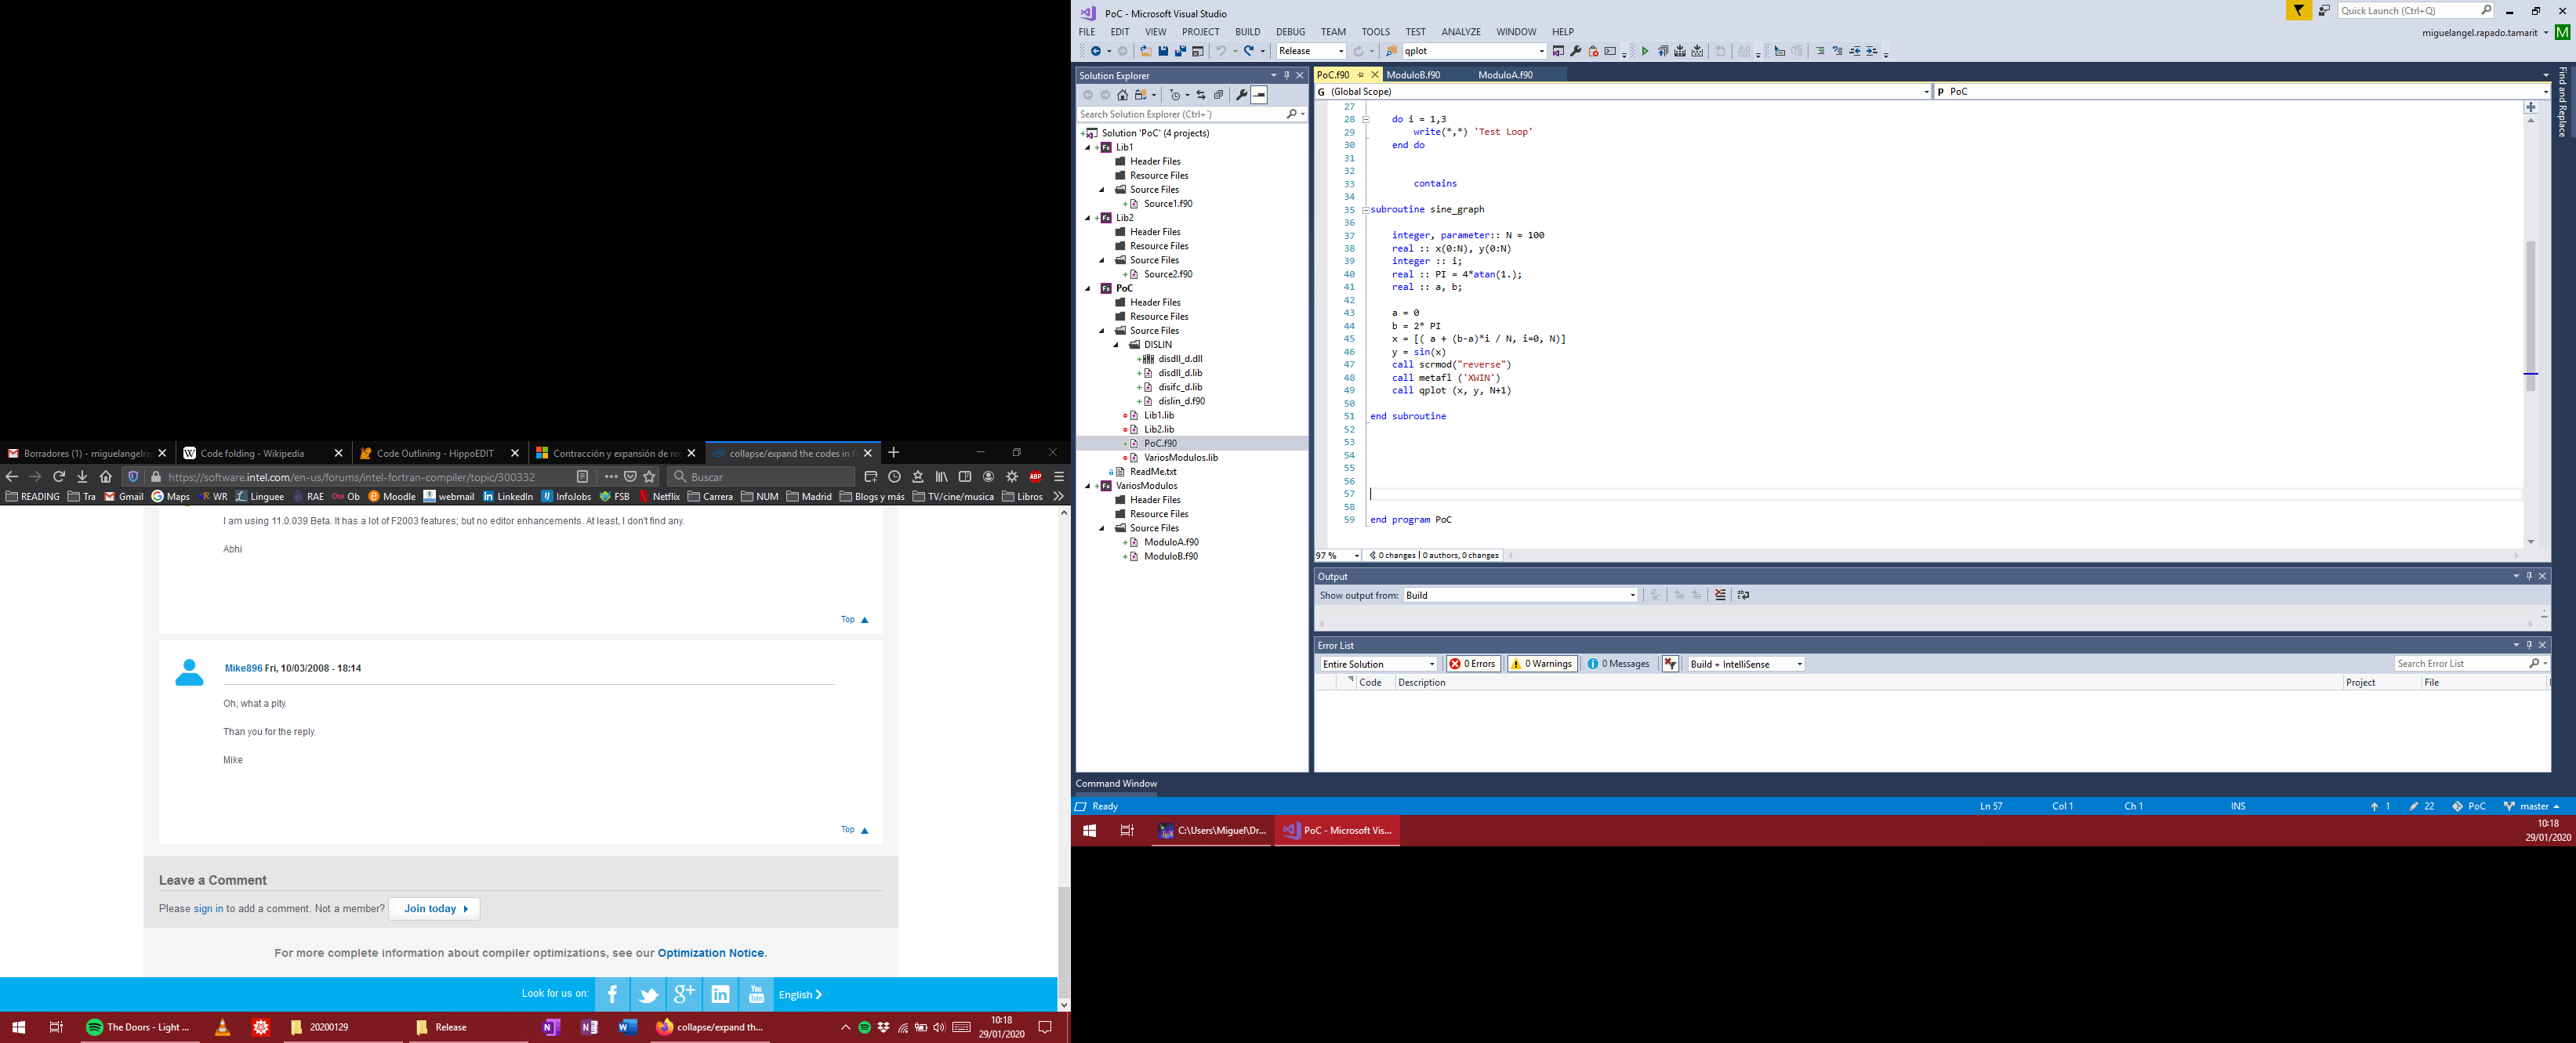 Borradores (1) - miguelangelra
Code folding - Wikipedia
Code Outlining - HippoEDIT
Contracción y expansión de re
collapse/expand the codes in f
https://software.intel.com/en-us/forums/intel-fortran-compiler/topic/300332
Buscar
READING Tra Gmail Maps WR Linguee RAE Ob Moodle webmail LinkedIn InfoJobs FSB Netflix Carrera NUM Madrid Blogs y más TV/cine/musica Libros
I am using 11.0.039 Beta. It has a lot of F2003 features; but no editor enhancements. At least, I don't find any.
Abhi
Top
Mike896 Fri, 10/03/2008 - 18:14
Oh, what a pity.
Than you for the reply.
Mike
Top
Leave a Comment
Please sign in to add a comment. Not a member? Join today
For more complete information about compiler optimizations, see our Optimization Notice.
Look for us on: English
The Doors - Light ... 20200129 Release collapse/expand th... 10:18
29/01/2020
PoC - Microsoft Visual Studio
Quick Launch (Ctrl+Q)
FILE EDIT VIEW PROJECT BUILD DEBUG TEAM TOOLS TEST ANALYZE WINDOW HELP
miguelangel.rapado.tamarit M
Release qplot
Solution Explorer
Search Solution Explorer (Ctrl+¨)
Solution 'PoC' (4 projects)
Lib1
Header Files
Resource Files
Source Files
Source1.f90
Lib2
Header Files
Resource Files
Source Files
Source2.f90
PoC
Header Files
Resource Files
Source Files
DISLIN
disdll_d.dll
disdll_d.lib
disifc_d.lib
dislin_d.f90
Lib1.lib
Lib2.lib
PoC.f90
VariosModulos.lib
ReadMe.txt
VariosModulos
Header Files
Resource Files
Source Files
ModuloA.f90
ModuloB.f90
PoC.f90 ModuloB.f90 ModuloA.f90
(Global Scope) PoC
27
28 do i = 1,3
29 write(*,*) 'Test Loop'
30 end do
31
32
33 contains
34
35 subroutine sine_graph
36
37 integer, parameter:: N = 100
38 real :: x(0:N), y(0:N)
39 integer :: i;
40 real :: PI = 4*atan(1.);
41 real :: a, b;
42
43 a = 0
44 b = 2* PI
45 x = [( a + (b-a)*i / N, i=0, N)]
46 y = sin(x)
47 call scrmod("reverse")
48 call metafl ('XWIN')
49 call qplot (x, y, N+1)
50
51 end subroutine
52
53
54
55
56
57
58
59 end program PoC
97 % 0 changes | 0 authors, 0 changes
Find and Replace
Output
Show output from: Build
Error List
Entire Solution 0 Errors 0 Warnings 0 Messages Build + IntelliSense Search Error List
Code Description Project File
Command Window
Ready Ln 57 Col 1 Ch 1 INS 1 22 PoC master
C:\Users\Miguel\Dr... PoC - Microsoft Vis... 10:18
29/01/2020